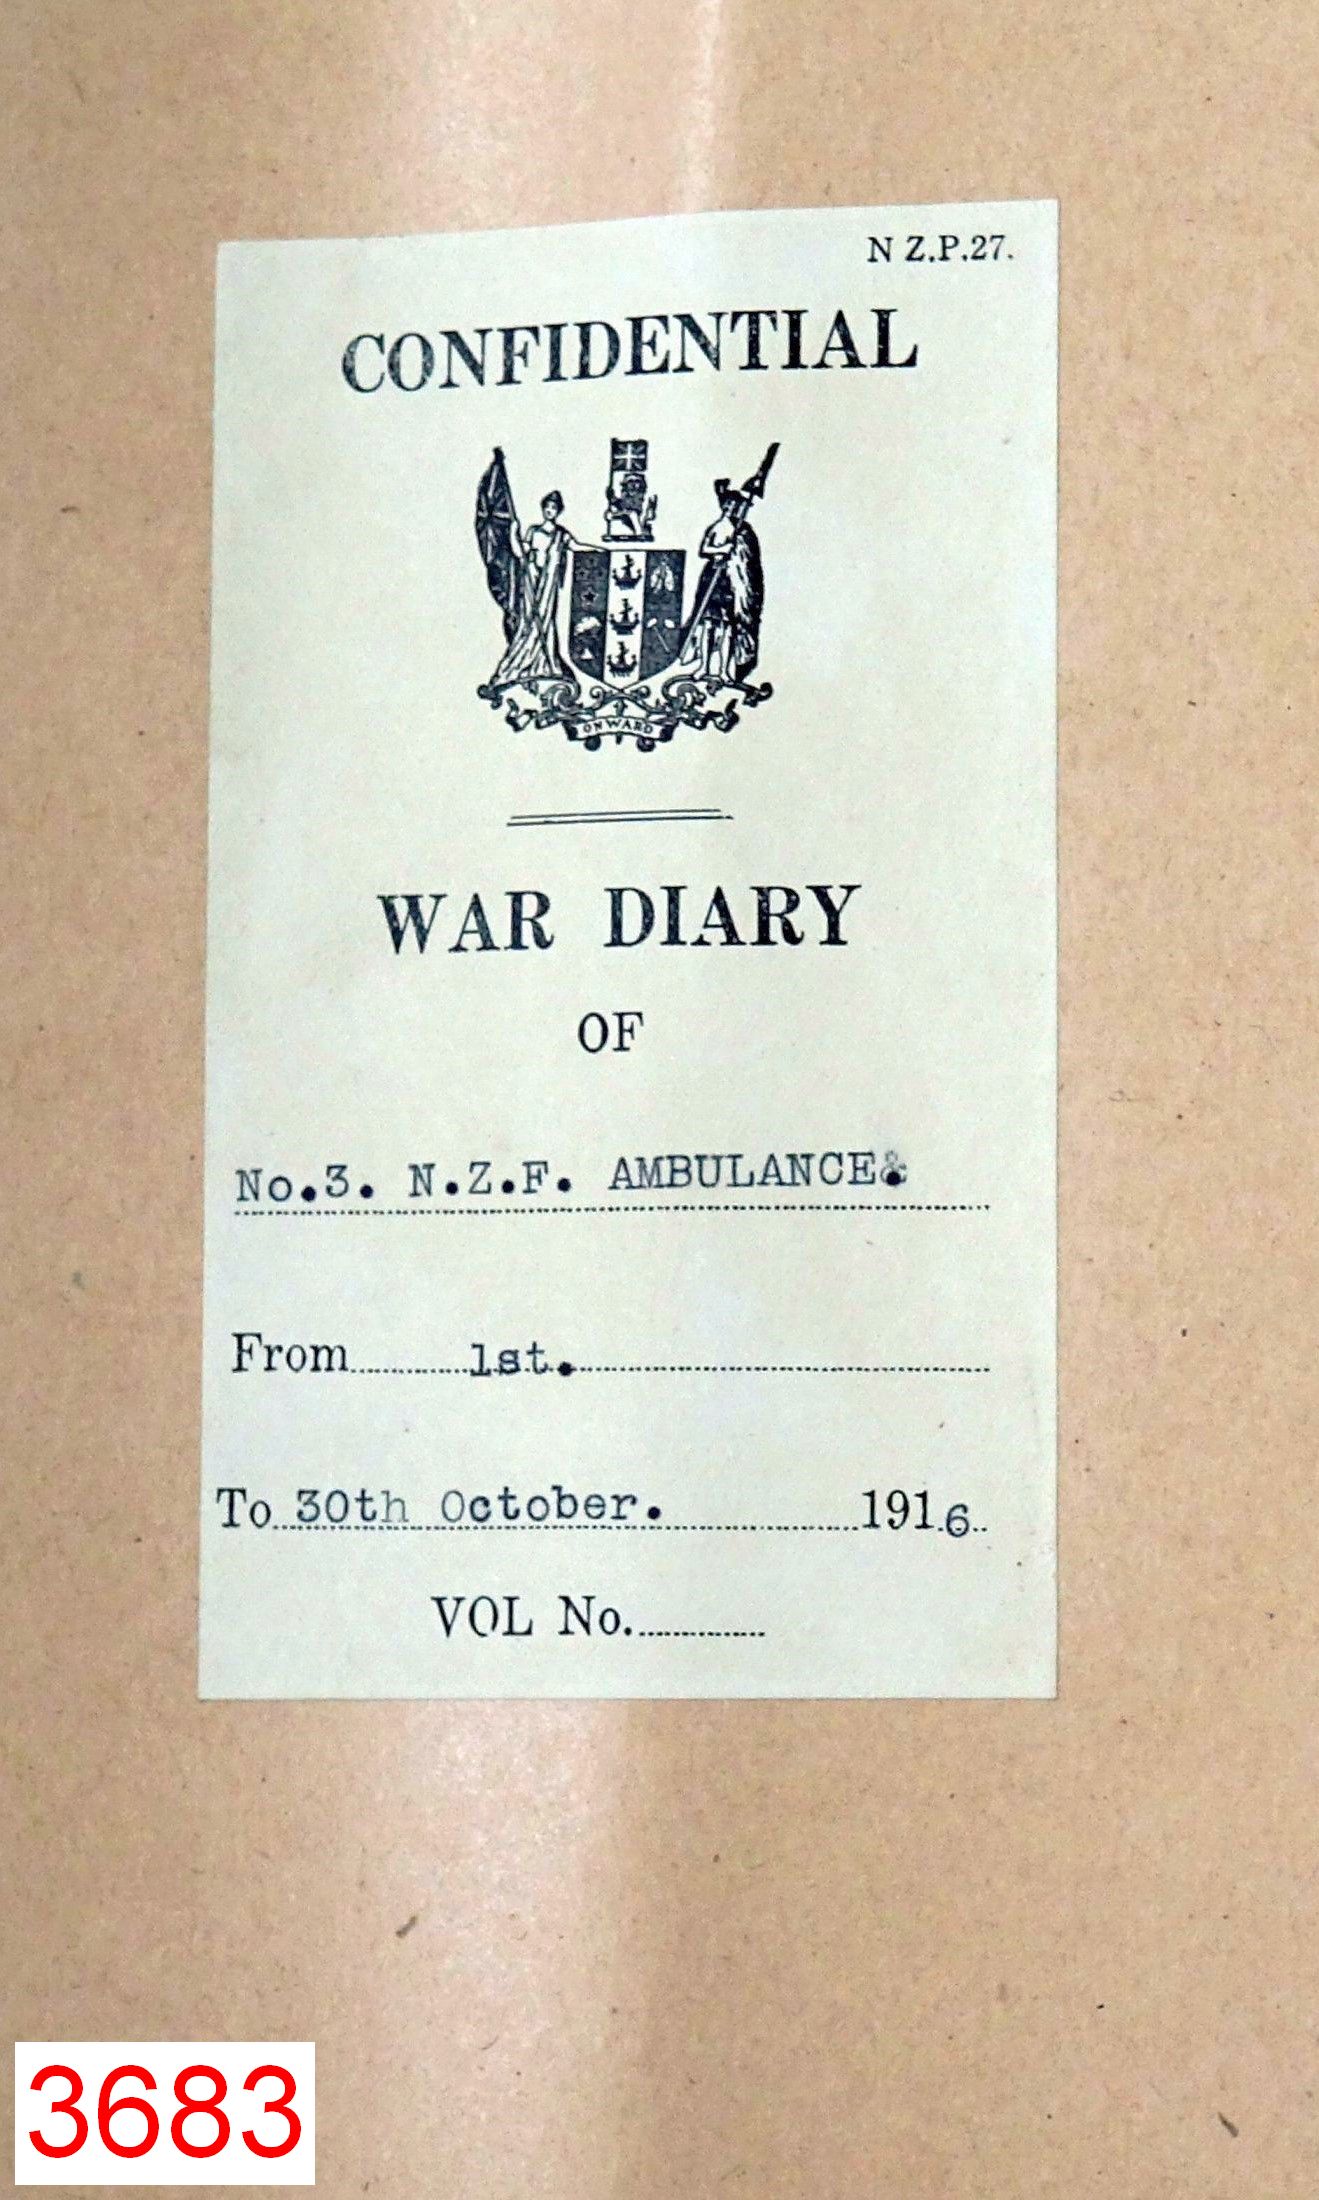 N Z.P.27.
CONFIDENTIAL
ONWARD
WAR DIARY
OF
No.3. N.Z.F. AMBULANCE.
From 1st.
To 30th October. 1916
VOL No.
3683